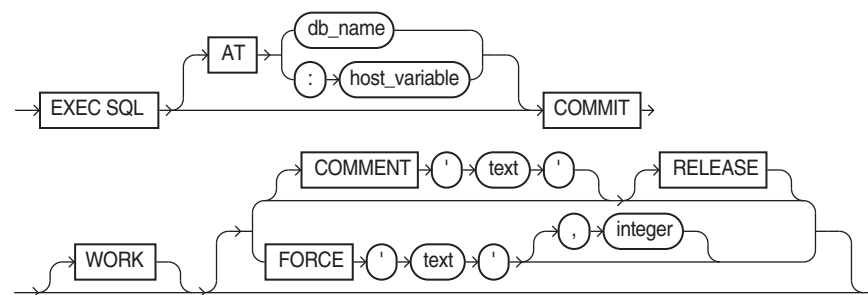 db_name
AT
: host_variable
EXEC SQL COMMIT
COMMENT ' text ' RELEASE
, integer
WORK FORCE ' text '